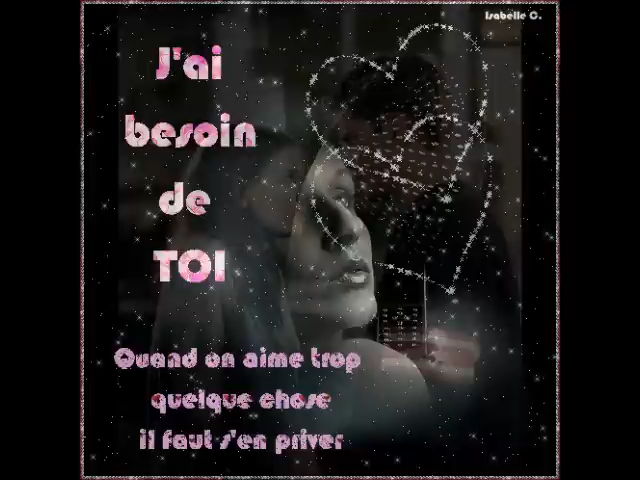 Isabelle C.
J'ai
besoin
de
TOI
Quand on aime trop
quelque chose
il faut s'en priver